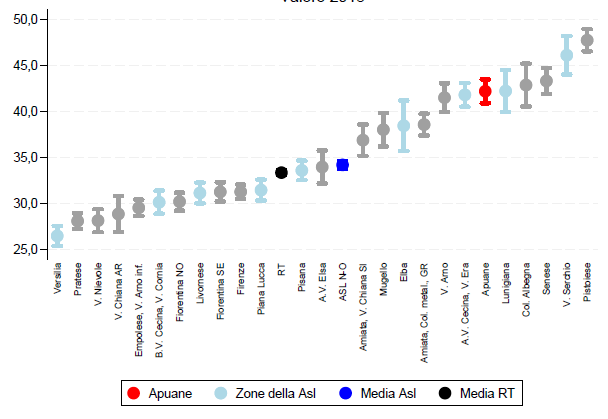 50,0
45,0
40,0
35,0
30,0
25,0
Versilia
Pratese
V. Nievole
V. Chiana AR
Empolese, V. Arno inf.
B.V. Cecina, V. Cornia
Fiorentina NO
Livornese
Fiorentina SE
Firenze
Piana Lucca
RT
Pisana
A.V. Elsa
ASL N-O
Amiata, V. Chiana SI
Mugello
Elba
Amiata, Col. metal., GR
V. Arno
A.V. Cecina, V. Era
Apuane
Lunigiana
Col. Albegna
Senese
V. Serchio
Pistoiese
Apuane
Zone della Asl
Media Asl
Media RT